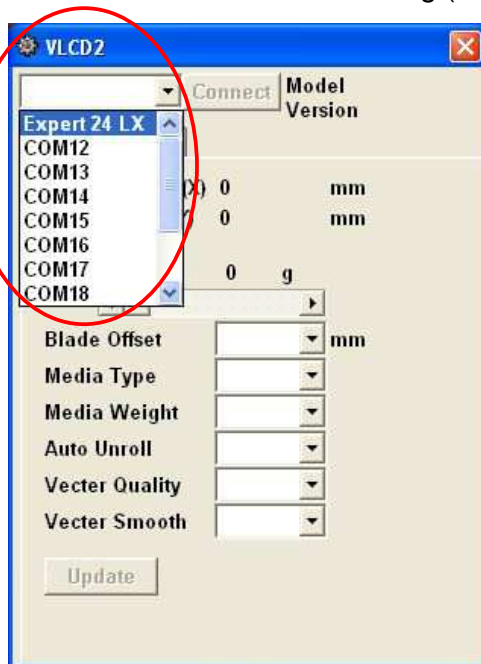 VLCD2
Connect Model
Version
Expert 24 LX
COM12
COM13
COM14
(X) 0 mm
COM15
0 mm
COM16
COM17
0 g
COM18
Blade Offset mm
Media Type
Media Weight
Auto Unroll
Vecter Quality
Vecter Smooth
Update